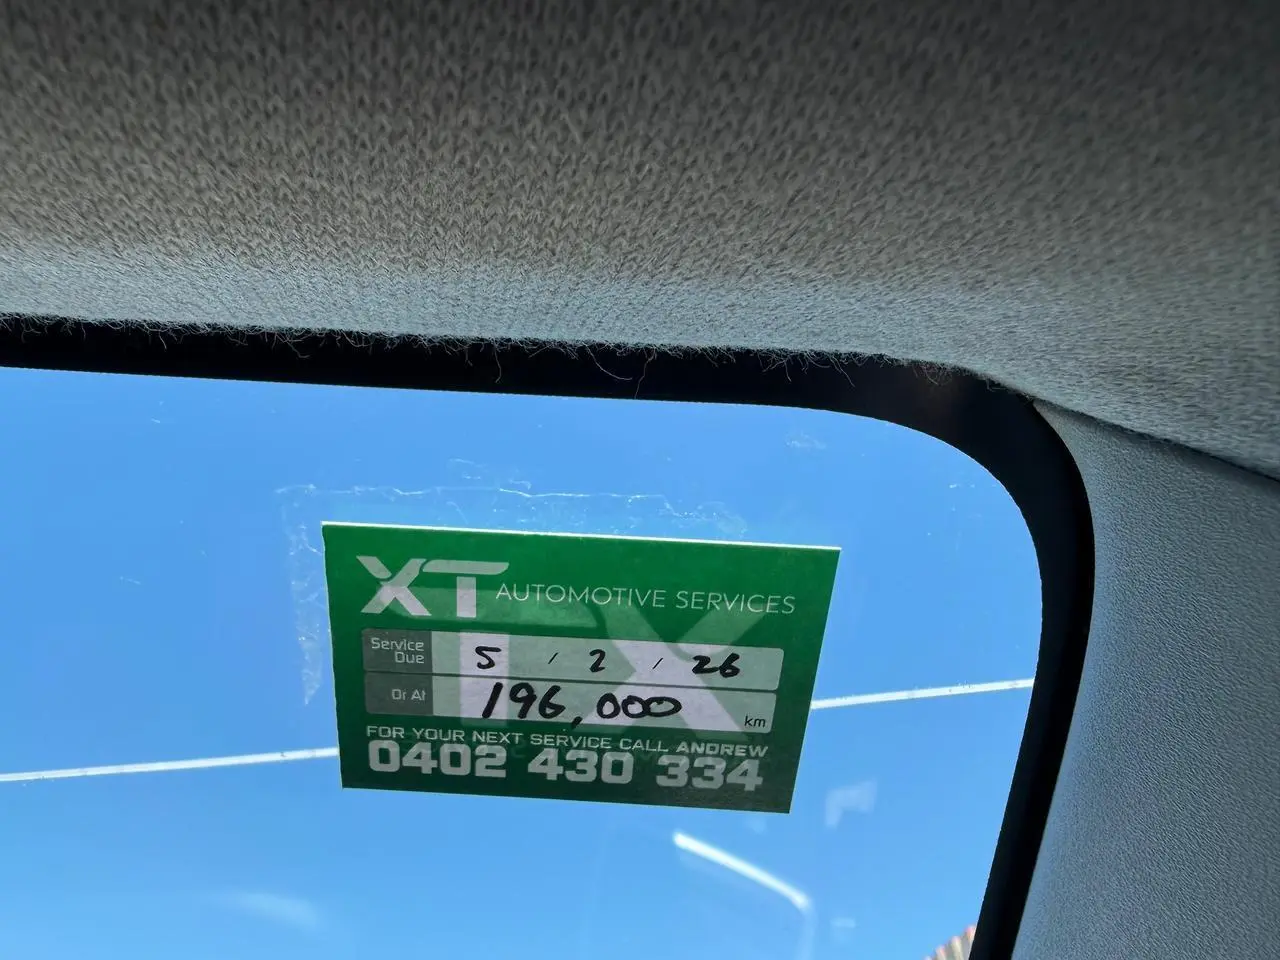 XT AUTOMOTIVE SERVICES
Service Due 5 / 2 / 26
Or At 196,000 km
FOR YOUR NEXT SERVICE CALL ANDREW
0402 430 334